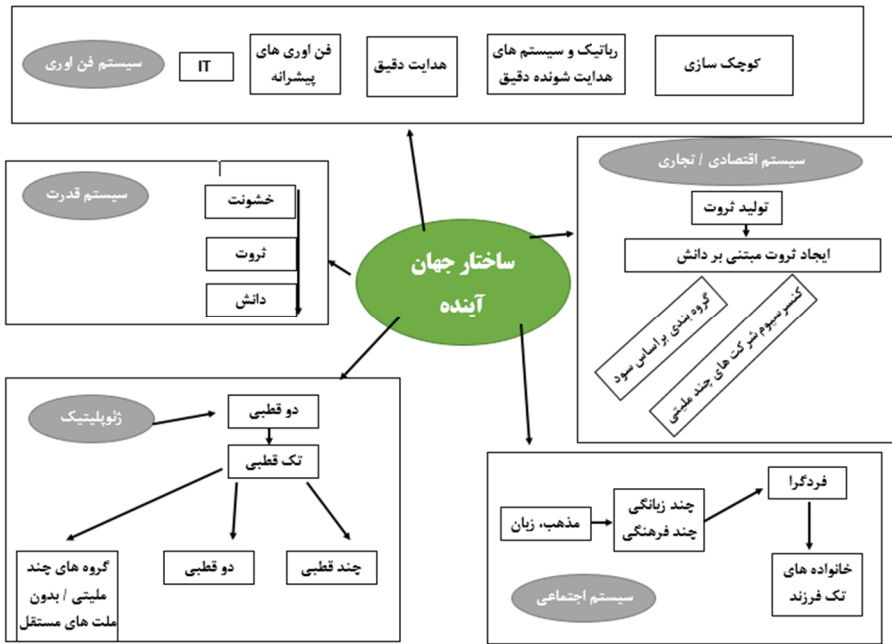 سیستم فن اوری
IT
فن اوری های
پیشرانه
هدایت دقیق
رباتیک و سیستم های
هدایت شونده دقیق
کوچک سازی
سیستم قدرت
خشونت
ثروت
دانش
ساختار جهان
آینده
سیستم اقتصادی / تجاری
تولید ثروت
ایجاد ثروت مبتنی بر دانش
گروه بندی براساس سود
کنسرسیوم شرکت های چند ملیتی
ژئوپلیتیک
دو قطبی
تک قطبی
گروه های چند
ملیتی / بدون
ملت های مستقل
دو قطبی
چند قطبی
مذهب، زبان
چند زبانگی
چند فرهنگی
فردگرا
خانواده های
تک فرزند
سیستم اجتماعی